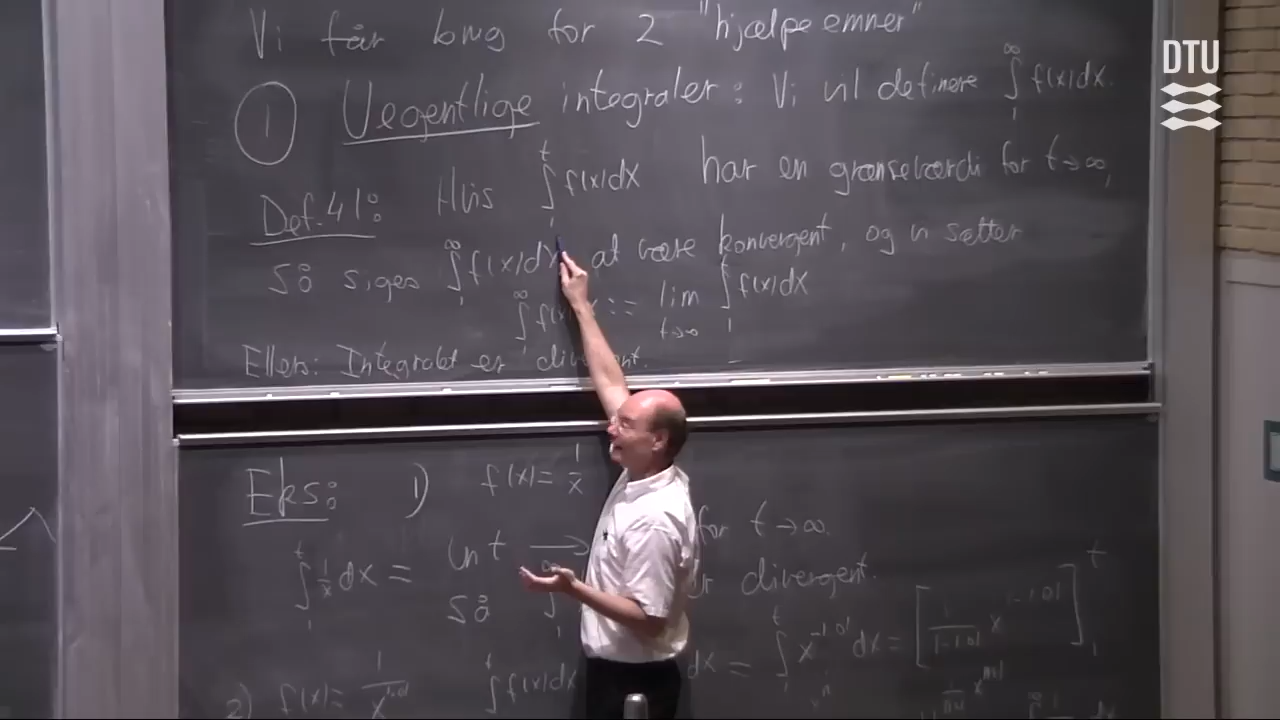 Vi får brug for 2 "hjælpeemner"
① Uegentlige integraler: Vi vil definere ∫₁^∞ f(x)dx.
Def. 4.1: Hvis ∫₁^t f(x)dx har en grænseværdi for t→∞,
så siges ∫₁^∞ f(x)dx at være konvergent, og vi sætter
∫₁^∞ f(x) := lim t→∞ ∫₁^t f(x)dx
Ellers: Integralet er divergent.
Eks: 1) f(x) = 1/x
∫₁^t 1/x dx = ln t → for t→∞.
så ∫₁^∞ divergent.
2) f(x) = 1/x^1.01 ∫^t f(x)dx dx = ∫₁^t x^-1.01 dx = [1/(1-1.01) x^(1-1.01)]₁^t
DTU